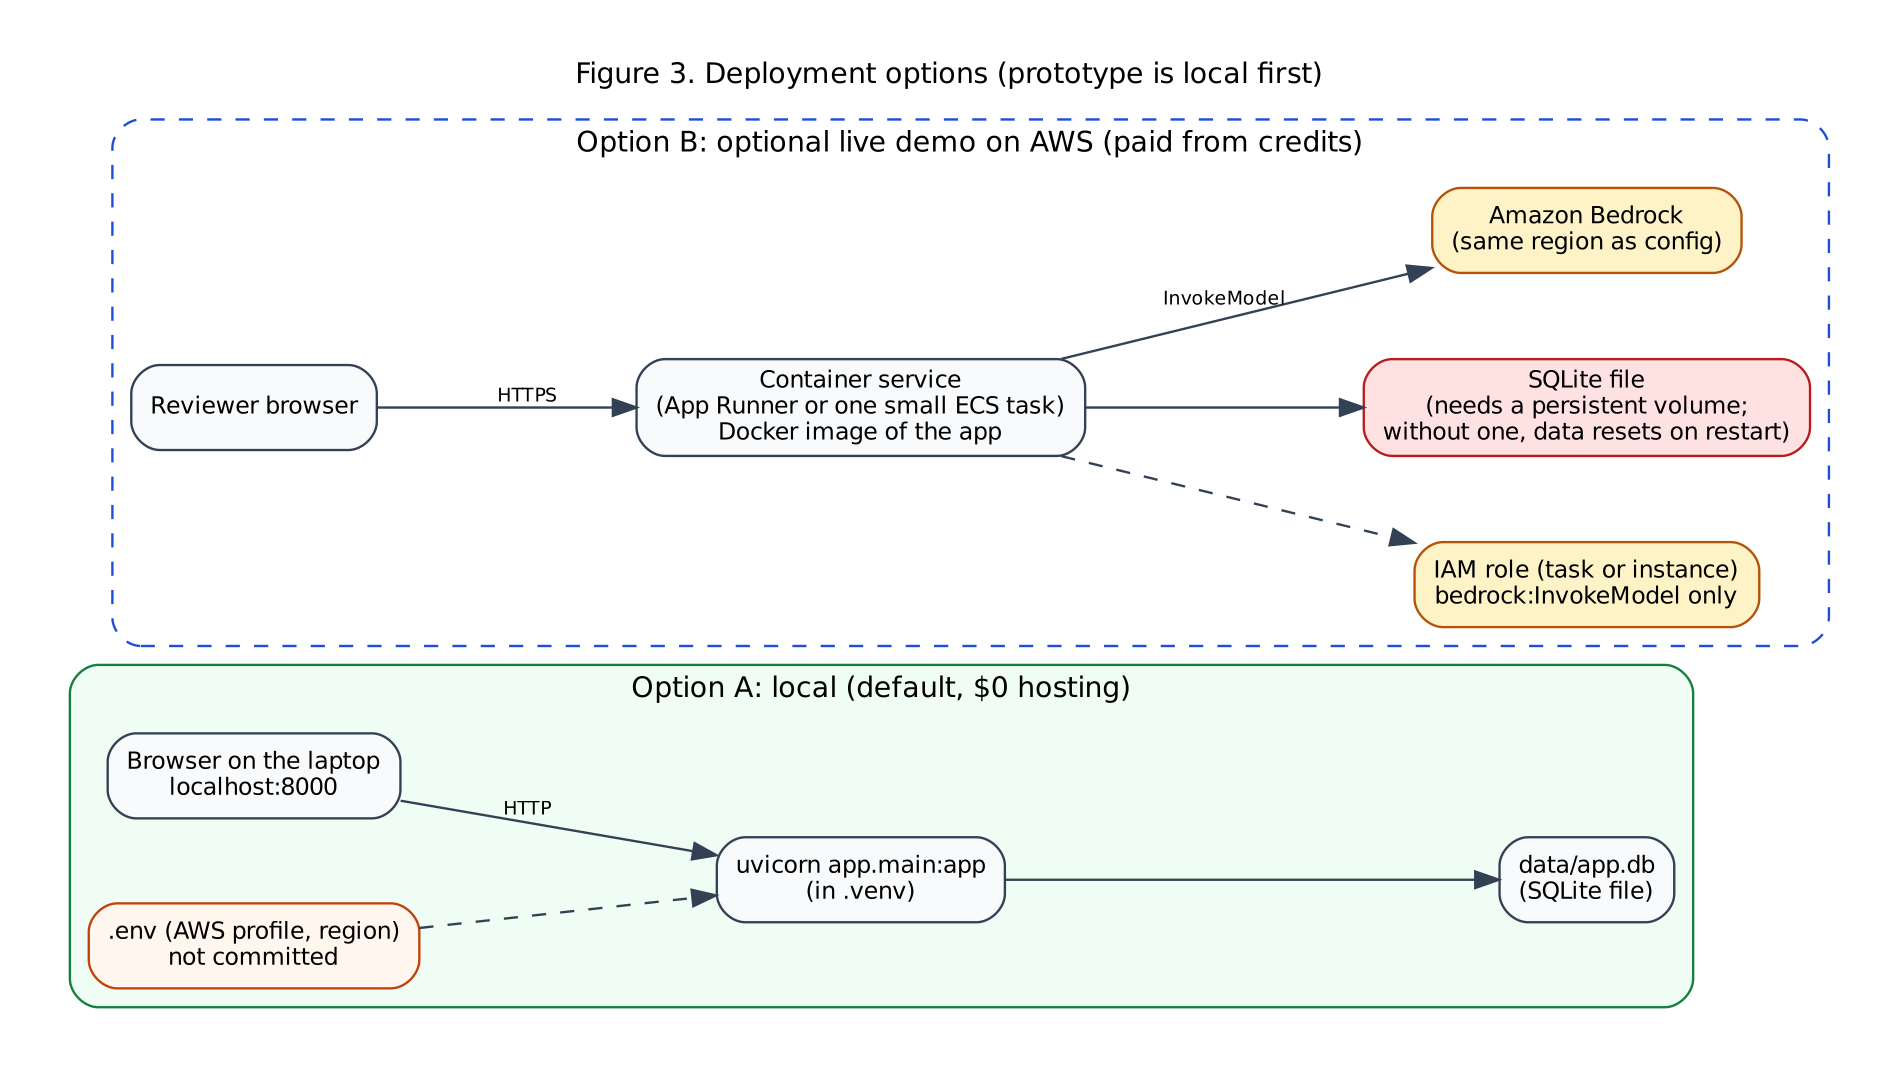 Figure 3. Deployment options (prototype is local first)
Option B: optional live demo on AWS (paid from credits)
Amazon Bedrock
(same region as config)
InvokeModel
Reviewer browser
HTTPS
Container service
(App Runner or one small ECS task)
Docker image of the app
SQLite file
(needs a persistent volume;
without one, data resets on restart)
IAM role (task or instance)
bedrock:InvokeModel only
Option A: local (default, $0 hosting)
Browser on the laptop
localhost:8000
HTTP
uvicorn app.main:app
(in .venv)
data/app.db
(SQLite file)
.env (AWS profile, region)
not committed